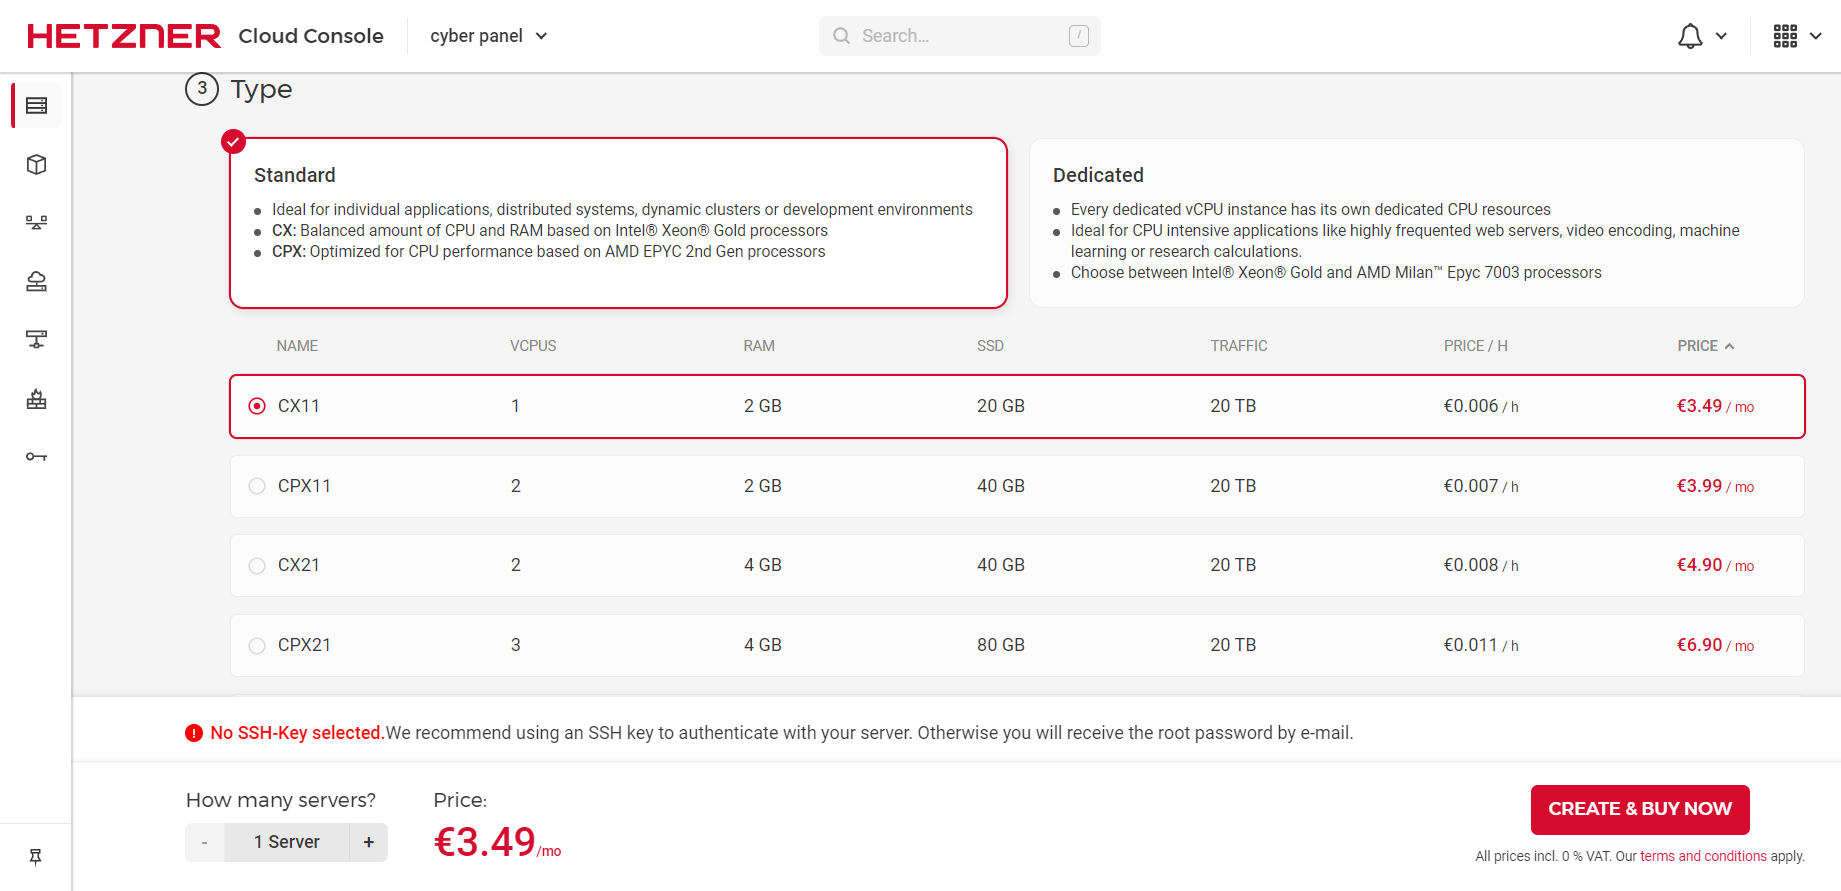 HETZNER Cloud Console cyber panel Search... /
3 Type
Standard
Ideal for individual applications, distributed systems, dynamic clusters or development environments
CX: Balanced amount of CPU and RAM based on Intel® Xeon® Gold processors
CPX: Optimized for CPU performance based on AMD EPYC 2nd Gen processors
Dedicated
Every dedicated vCPU instance has its own dedicated CPU resources
Ideal for CPU intensive applications like highly frequented web servers, video encoding, machine
learning or research calculations.
Choose between Intel® Xeon® Gold and AMD Milan™ Epyc 7003 processors
NAME VCPUS RAM SSD TRAFFIC PRICE / H PRICE
CX11 1 2 GB 20 GB 20 TB €0.006 / h €3.49 / mo
CPX11 2 2 GB 40 GB 20 TB €0.007 / h €3.99 / mo
CX21 2 4 GB 40 GB 20 TB €0.008 / h €4.90 / mo
CPX21 3 4 GB 80 GB 20 TB €0.011 / h €6.90 / mo
! No SSH-Key selected.We recommend using an SSH key to authenticate with your server. Otherwise you will receive the root password by e-mail.
How many servers? Price:
- 1 Server + €3.49/mo
CREATE & BUY NOW
All prices incl. 0 % VAT. Our terms and conditions apply.